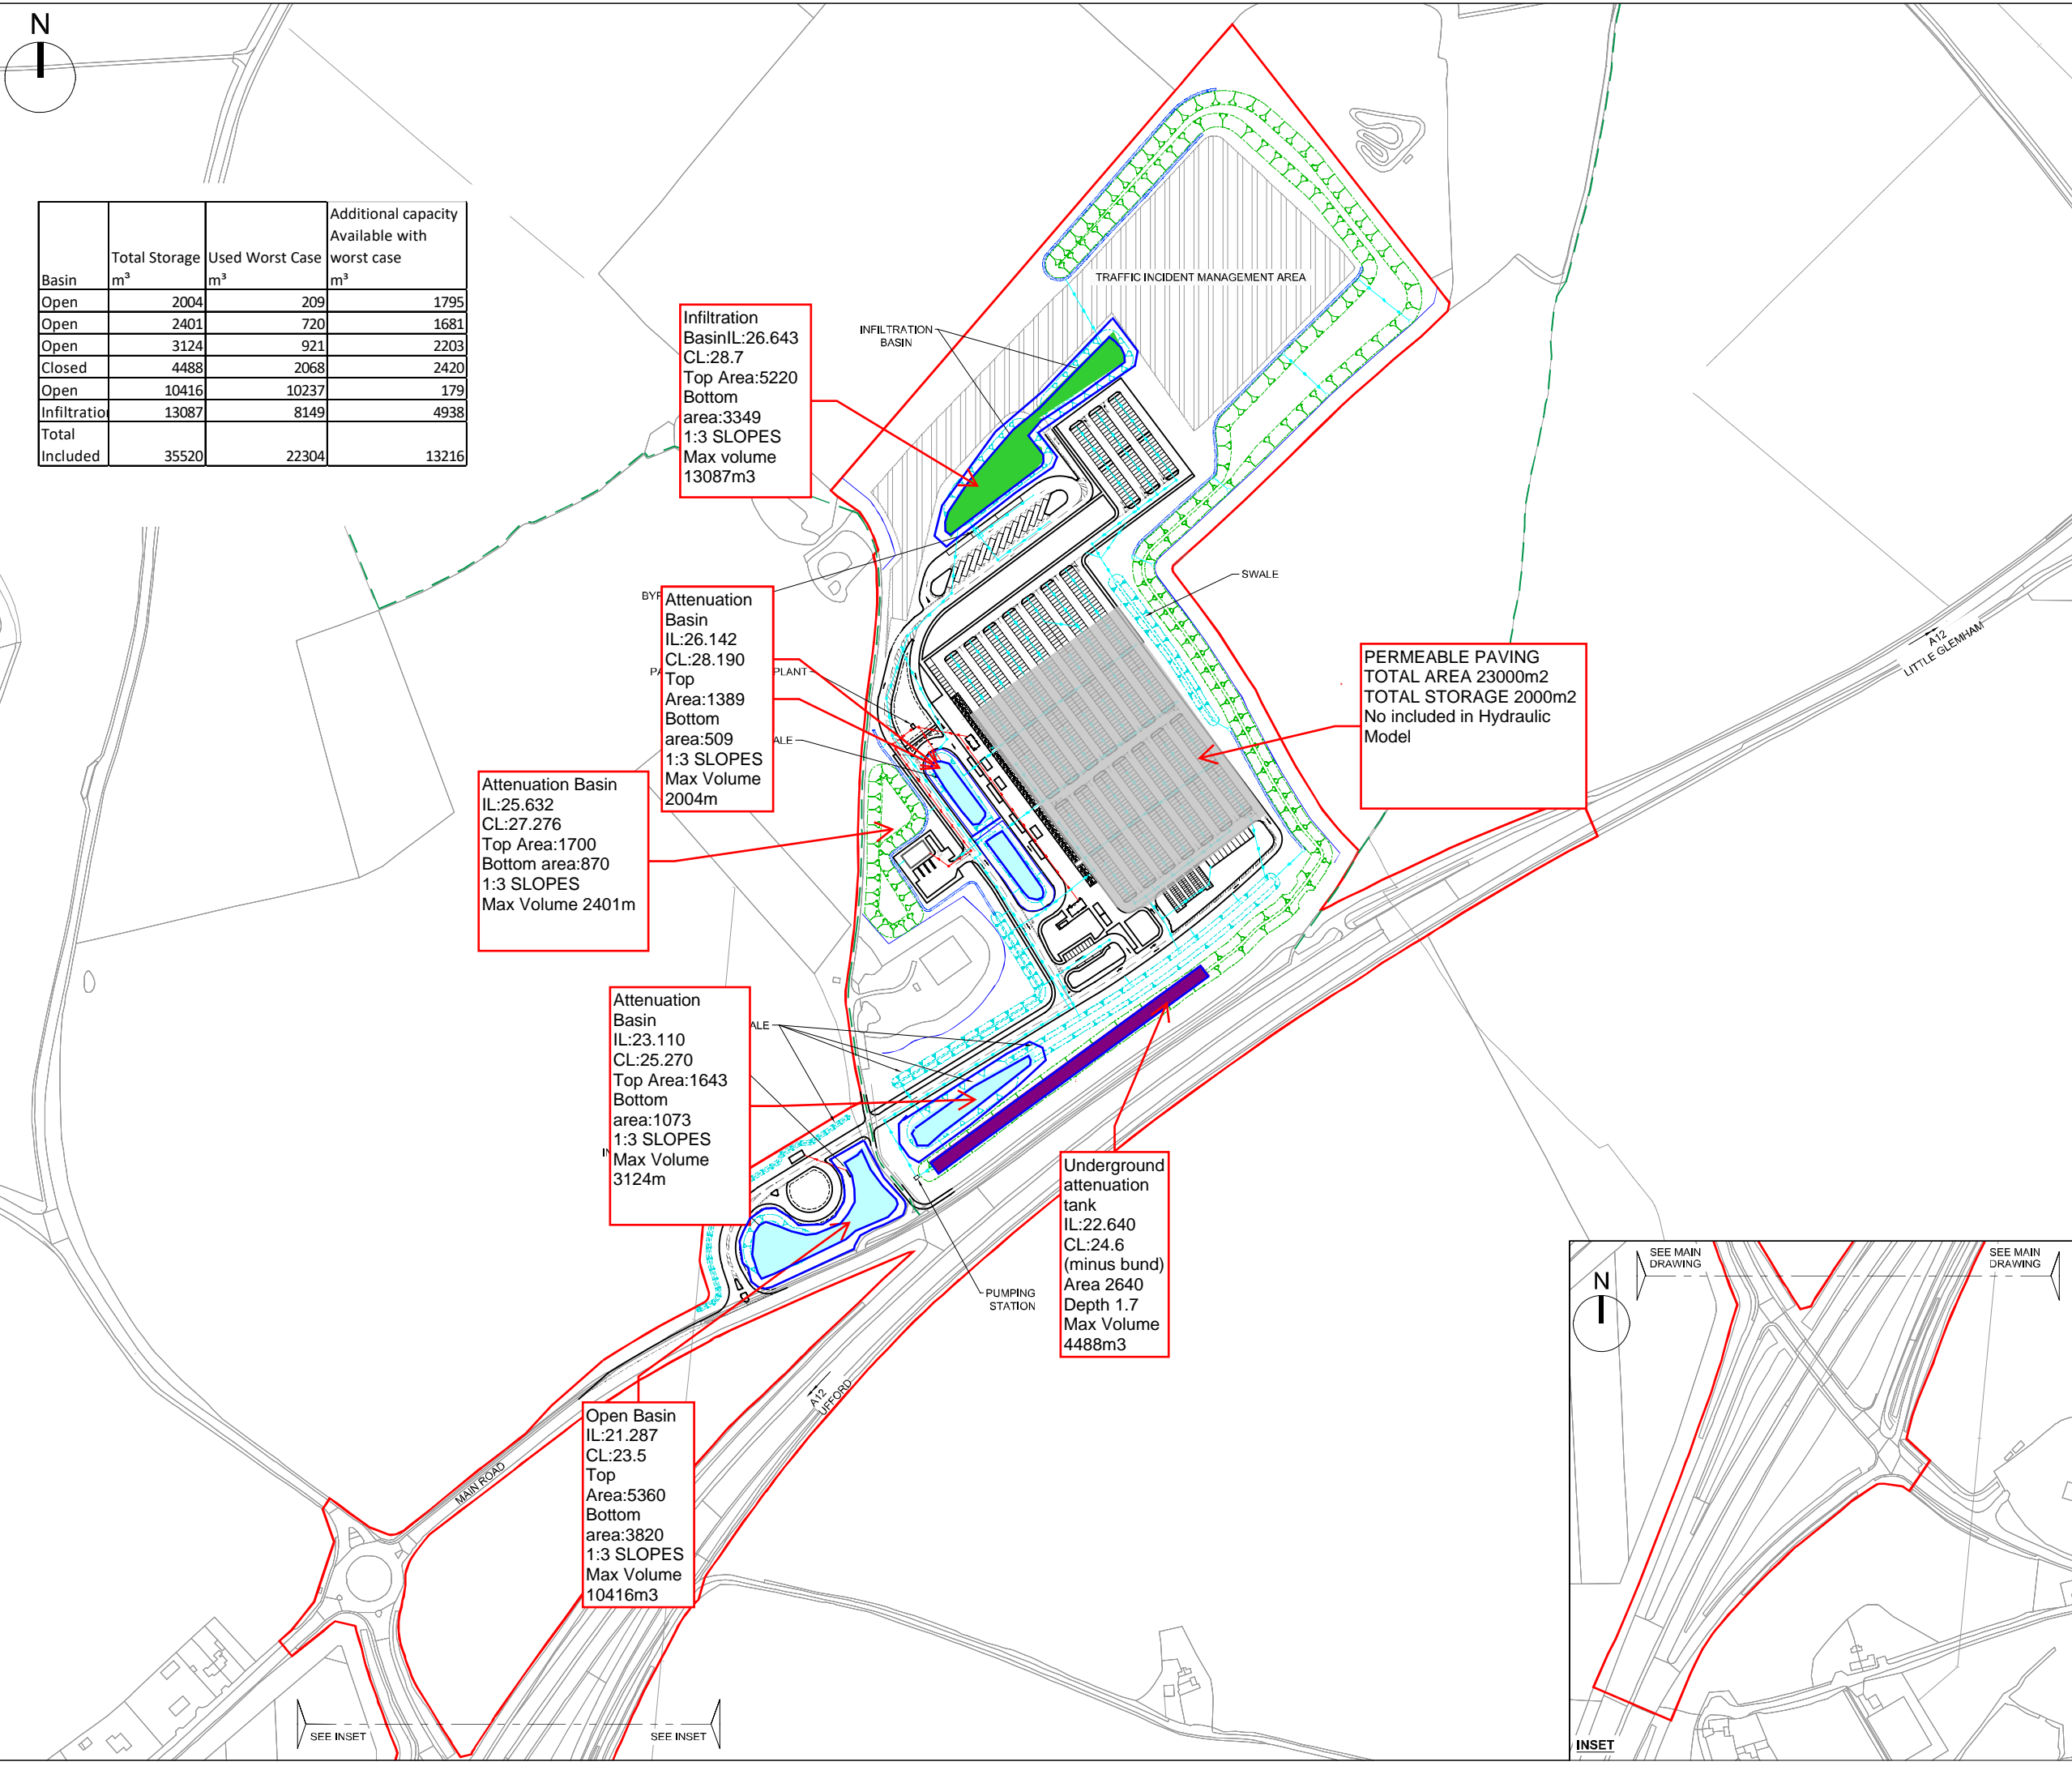 N
Basin
Total Storage
m³
Used Worst Case
m³
Additional capacity
Available with
worst case
m³
Open 2004 209 1795
Open 2401 720 1681
Open 3124 921 2203
Closed 4488 2068 2420
Open 10416 10237 179
Infiltration 13087 8149 4938
Total
Included 35520 22304 13216
TRAFFIC INCIDENT MANAGEMENT AREA
INFILTRATION
BASIN
Infiltration
BasinIL:26.643
CL:28.7
Top Area:5220
Bottom
area:3349
1:3 SLOPES
Max volume
13087m3
SWALE
BYP
Attenuation
Basin
IL:26.142
CL:28.190
Top
Area:1389
Bottom
area:509
1:3 SLOPES
Max Volume
2004m
PLANT
ALE
A12
LITTLE GLEMHAM
PERMEABLE PAVING
TOTAL AREA 23000m2
TOTAL STORAGE 2000m2
No included in Hydraulic
Model
Attenuation Basin
IL:25.632
CL:27.276
Top Area:1700
Bottom area:870
1:3 SLOPES
Max Volume 2401m
Attenuation
Basin
IL:23.110
CL:25.270
Top Area:1643
Bottom
area:1073
1:3 SLOPES
Max Volume
3124m
ALE
Underground
attenuation
tank
IL:22.640
CL:24.6
(minus bund)
Area 2640
Depth 1.7
Max Volume
4488m3
PUMPING
STATION
A12
UFFORD
Open Basin
IL:21.287
CL:23.5
Top
Area:5360
Bottom
area:3820
1:3 SLOPES
Max Volume
10416m3
MAIN ROAD
SEE INSET
SEE INSET
SEE MAIN
DRAWING
SEE MAIN
DRAWING
N
INSET